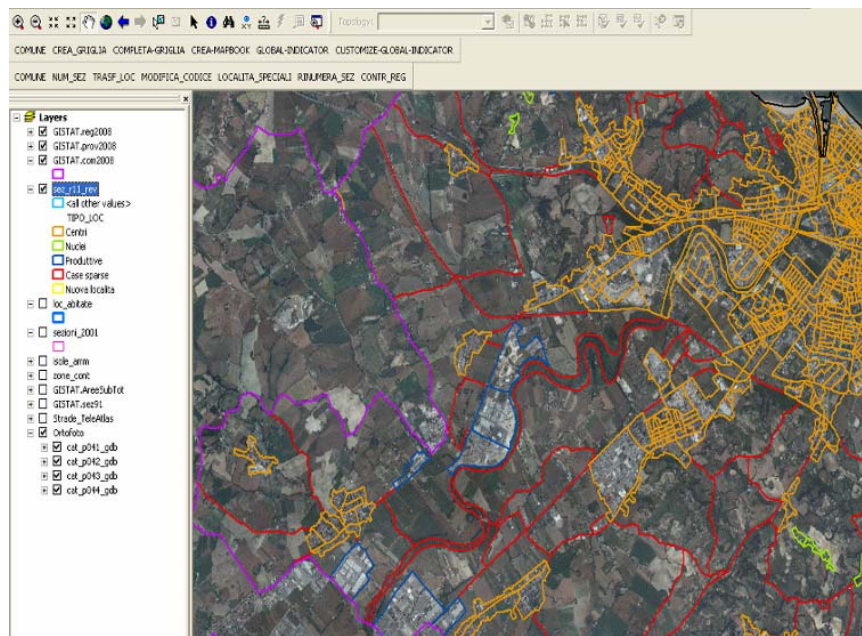 Topology:
COMUNE CREA_GRIGLIA COMPLETA-GRIGLIA CREA-MAPBOOK GLOBAL-INDICATOR CUSTOMIZE-GLOBAL-INDICATOR
COMUNE NUM_SEZ TRASF_LOC MODIFICA_CODICE LOCALITA_SPECIALI RINUMERA_SEZ CONTR_REG
Layers
GISTAT.reg2008
GISTAT.prov2008
GISTAT.com2008
sez_r11_rev
<all other values>
TIPO_LOC
Centri
Nuclei
Produttive
Case sparse
Nuova localita
loc_abitate
sezioni_2001
isole_amm
zone_cont
GISTAT.AreeSubTot
GISTAT.sez91
Strade_TeleAtlas
Ortofoto
cat_p041_gdb
cat_p042_gdb
cat_p043_gdb
cat_p044_gdb